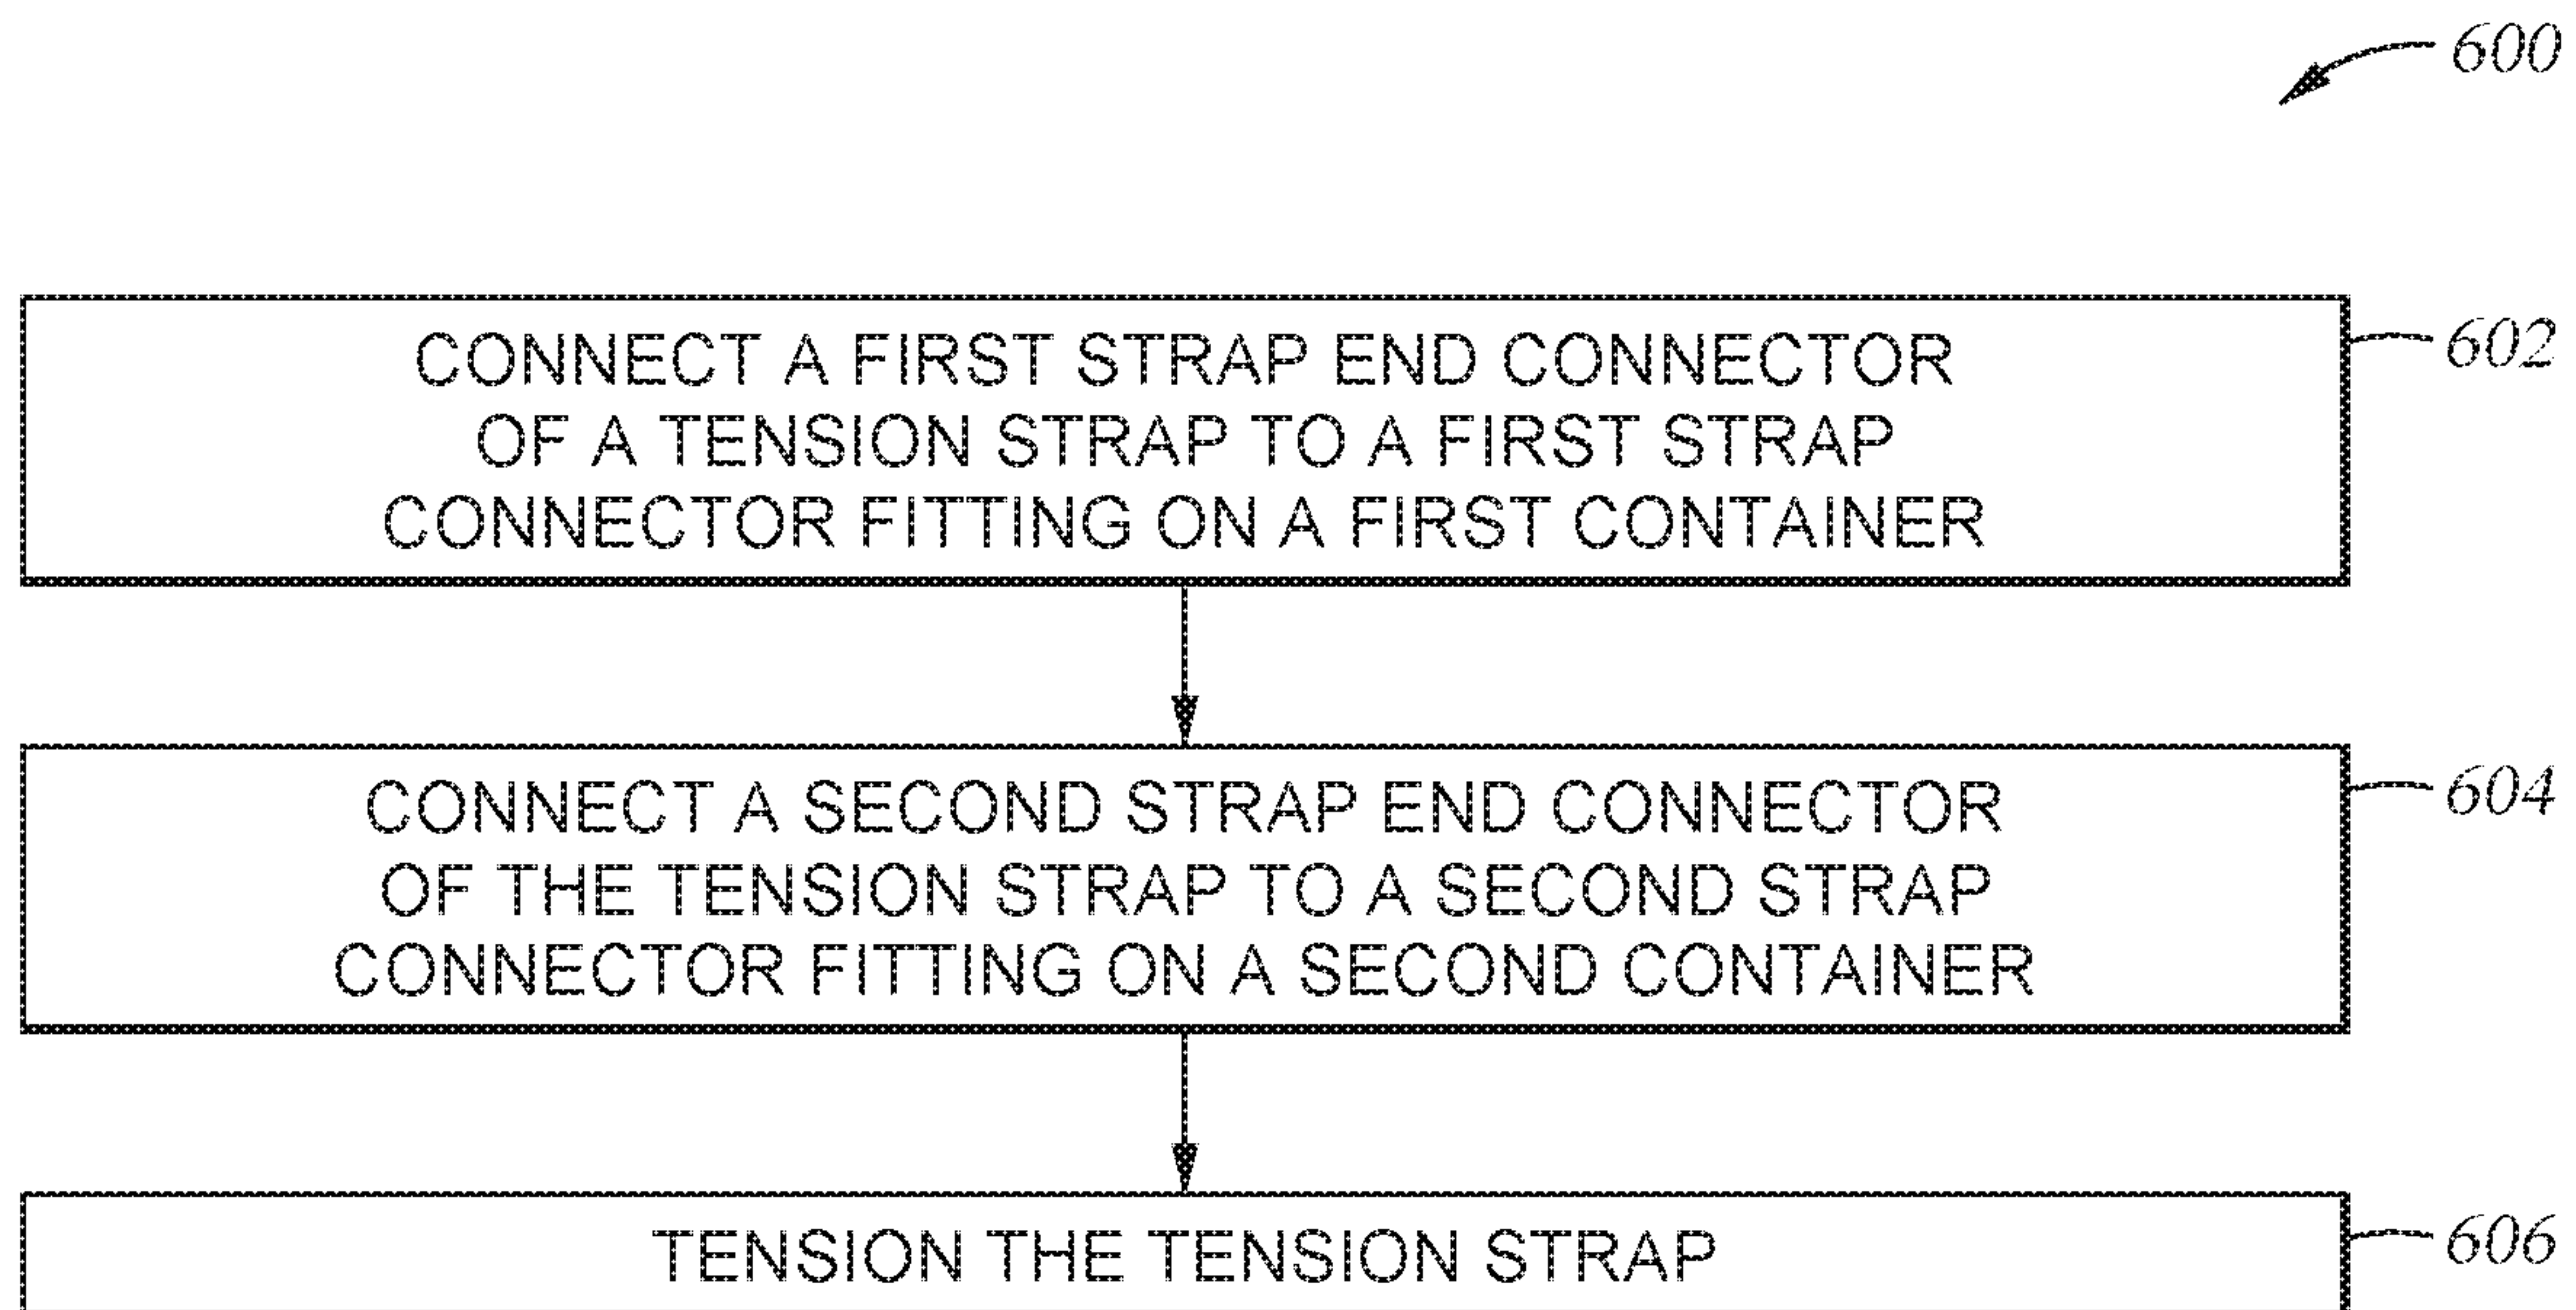 600
CONNECT A FIRST STRAP END CONNECTOR
OF A TENSION STRAP TO A FIRST STRAP
CONNECTOR FITTING ON A FIRST CONTAINER
602
CONNECT A SECOND STRAP END CONNECTOR
OF THE TENSION STRAP TO A SECOND STRAP
CONNECTOR FITTING ON A SECOND CONTAINER
604
TENSION THE TENSION STRAP
606